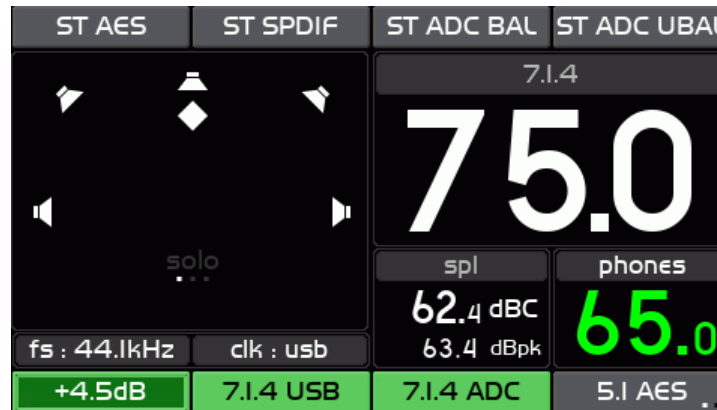 ST AES
ST SPDIF
ST ADC BAL
ST ADC UBAL
7.1.4
75.0
solo
spl
phones
62.4 dBC
63.4 dBpk
65.0
fs : 44.1kHz
clk : usb
+4.5dB
7.1.4 USB
7.1.4 ADC
5.1 AES